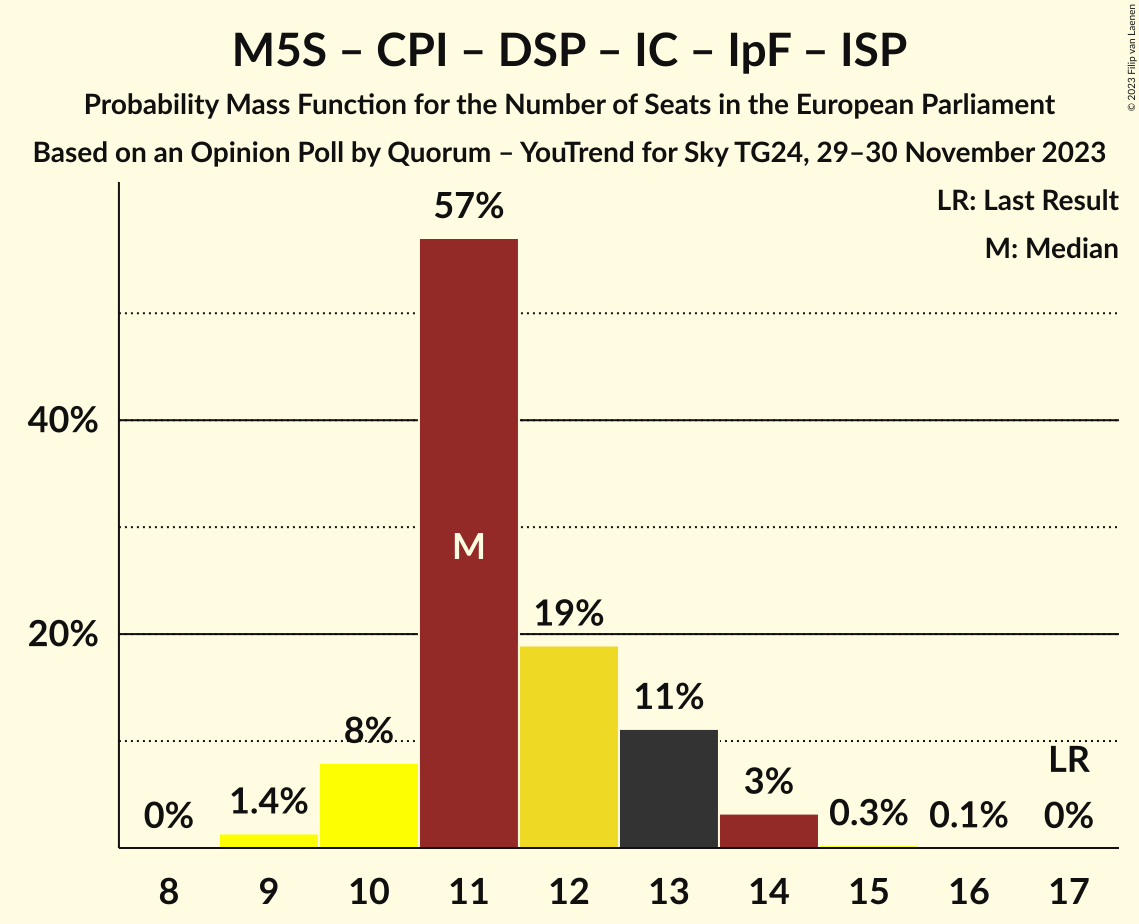 M5S – CPI – DSP – IC – IpF – ISP
Probability Mass Function for the Number of Seats in the European Parliament
Based on an Opinion Poll by Quorum – YouTrend for Sky TG24, 29–30 November 2023
© 2023 Filip van Laenen
LR: Last Result
M: Median
57%
40%
M
19%
20%
11%
8%
LR
3%
1.4%
0.3%
0%
0.1%
0%
8 9 10 11 12 13 14 15 16 17